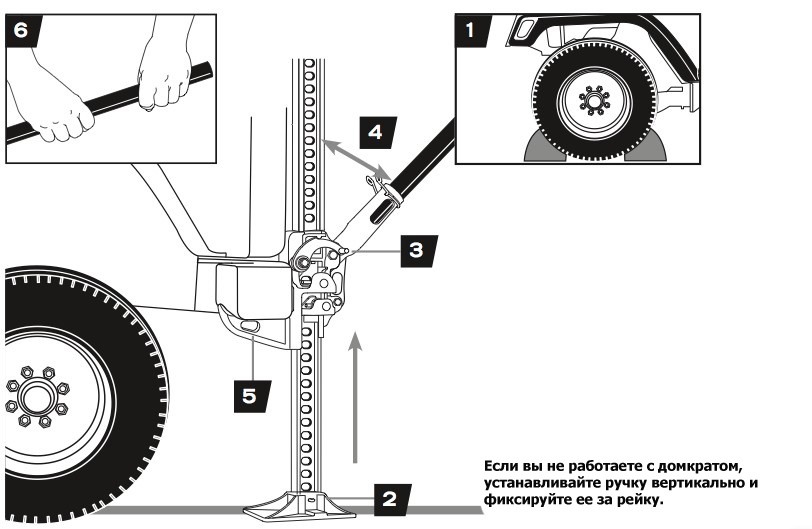 6
1
4
3
5
2
Если вы не работаете с домкратом,
устанавливайте ручку вертикально и
фиксируйте ее за рейку.